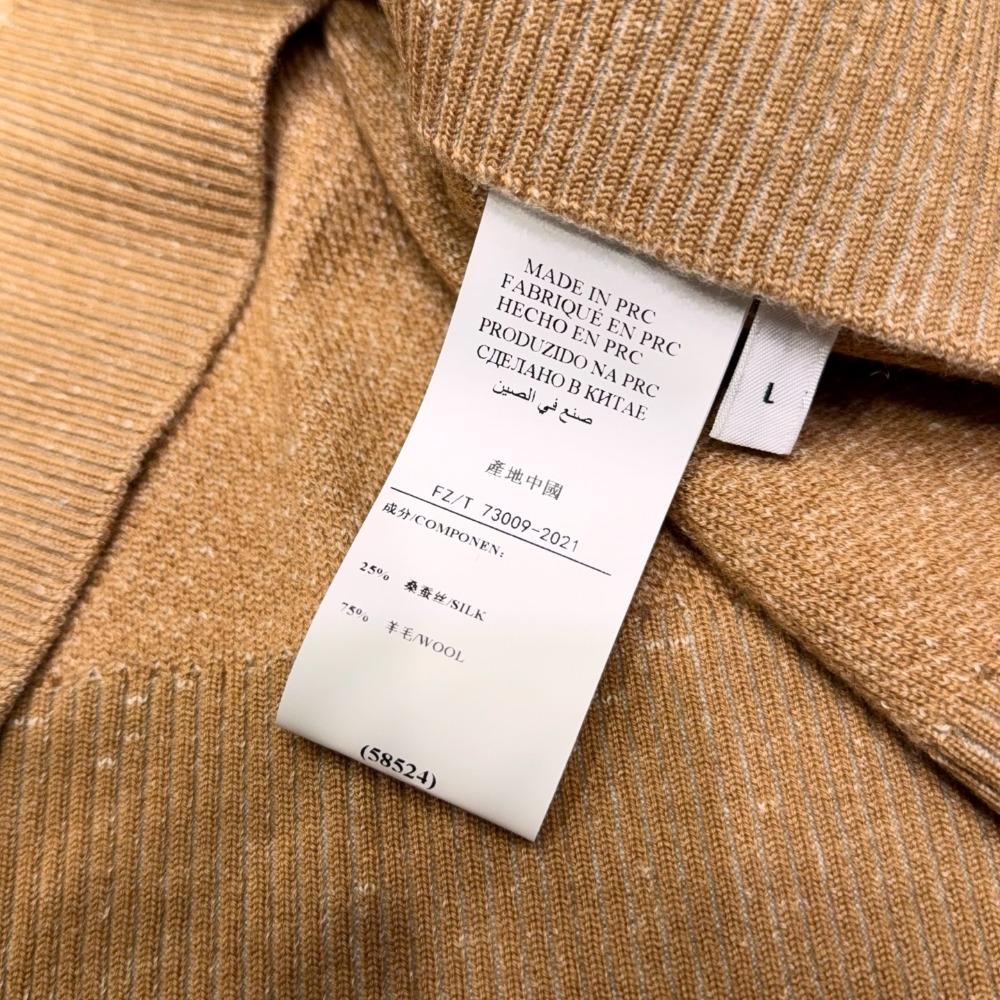 MADE IN PRC
FABRIQUÉ EN PRC
HECHO EN PRC
PRODUZIDO NA PRC
СДЕЛАНО В КИТАЕ
صنع في الصين
產地中國
FZ/T 73009-2021
成分/COMPONEN:
25% 桑蚕丝/SILK
75% 羊毛/WOOL
(58524)
L